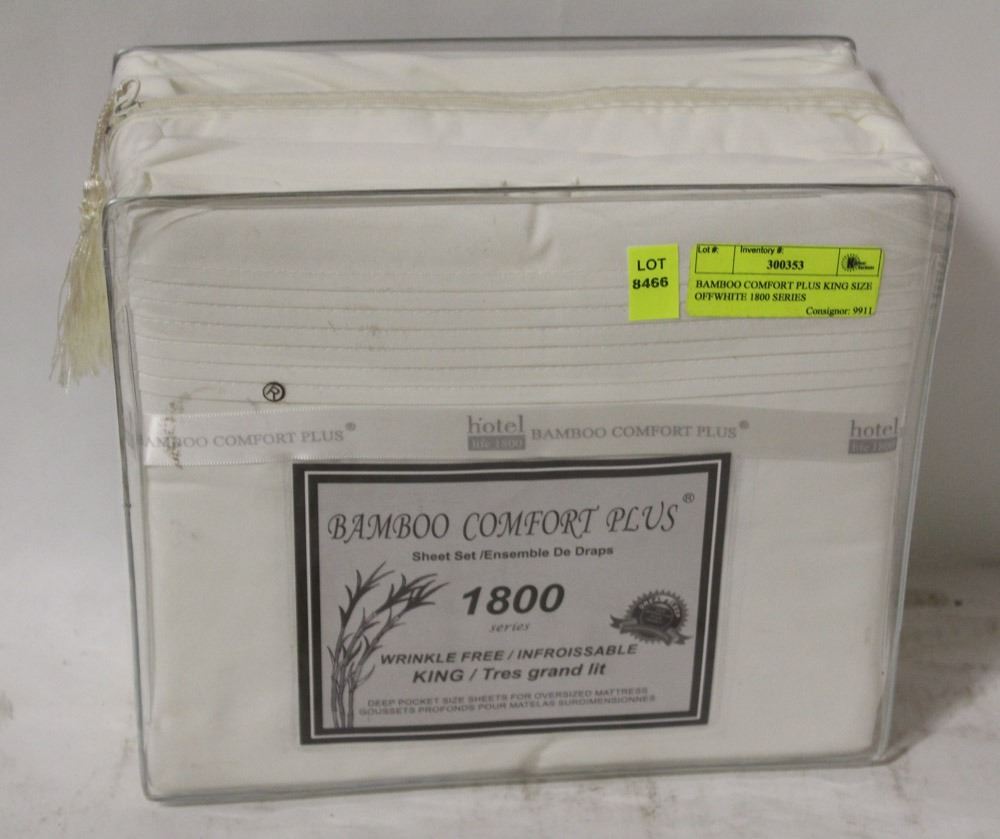 LOT
8466
Lot #:
Inventory #:
300353
BAMBOO COMFORT PLUS KING SIZE
OFFWHITE 1800 SERIES
Consignor: 9911
®
BAMBOO COMFORT PLUS®
hotel
life 1800
BAMBOO COMFORT PLUS®
hotel
life 1800
BAMBOO COMFORT PLUS®
Sheet Set /Ensemble De Draps
1800
series
WRINKLE FREE / INFROISSABLE
KING / Tres grand lit
DEEP POCKET SIZE SHEETS FOR OVERSIZED MATTRESS
GOUSSETS PROFONDS POUR MATELAS SURDIMENSIONNES